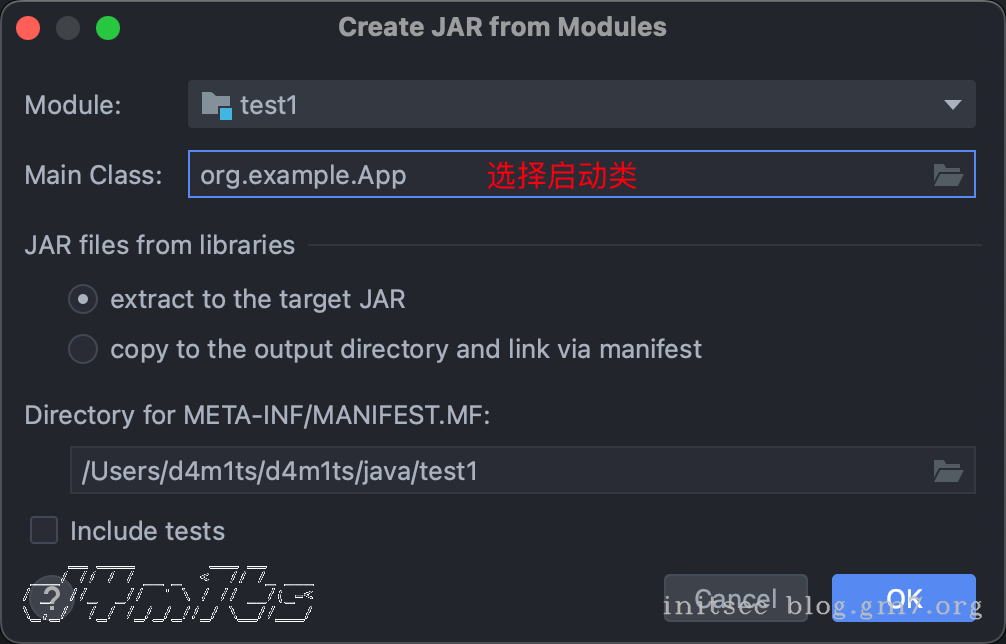 Create JAR from Modules
Module: test1
Main Class: org.example.App 选择启动类
JAR files from libraries
extract to the target JAR
copy to the output directory and link via manifest
Directory for META-INF/MANIFEST.MF:
/Users/d4m1ts/d4m1ts/java/test1
Include tests
d4m1ts
? Cancel OK
initsec blog.gm7.org